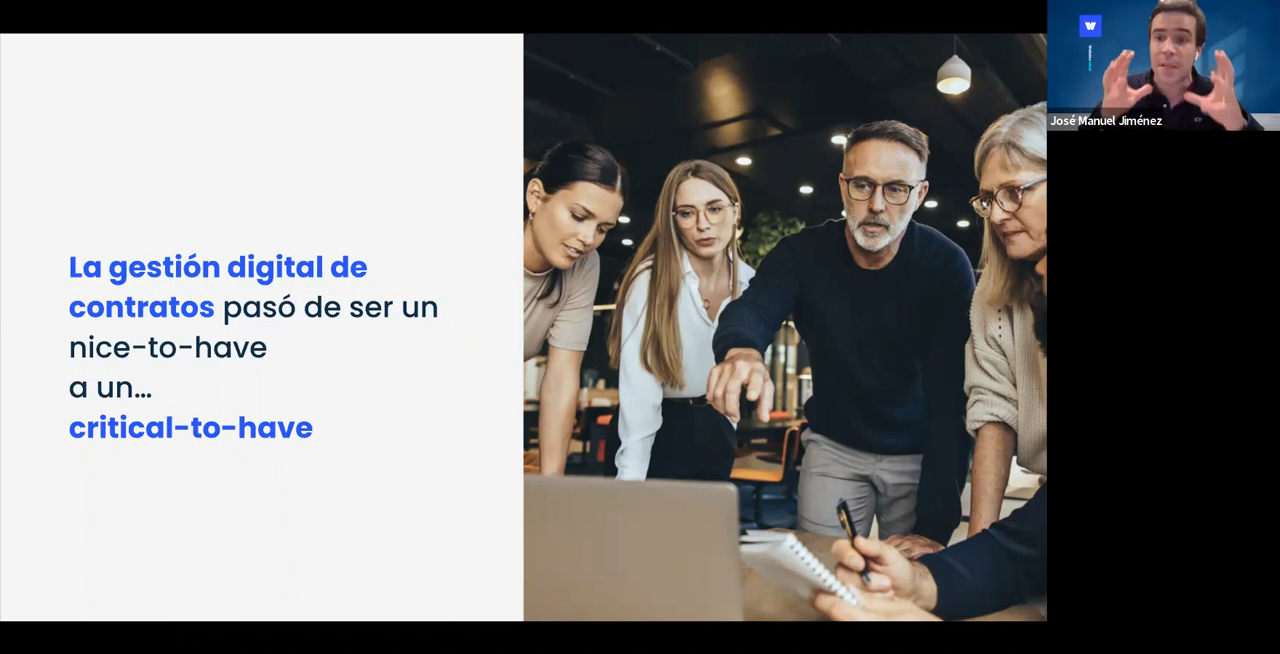 La gestión digital de
contratos pasó de ser un
nice-to-have
a un...
critical-to-have
José Manuel Jiménez